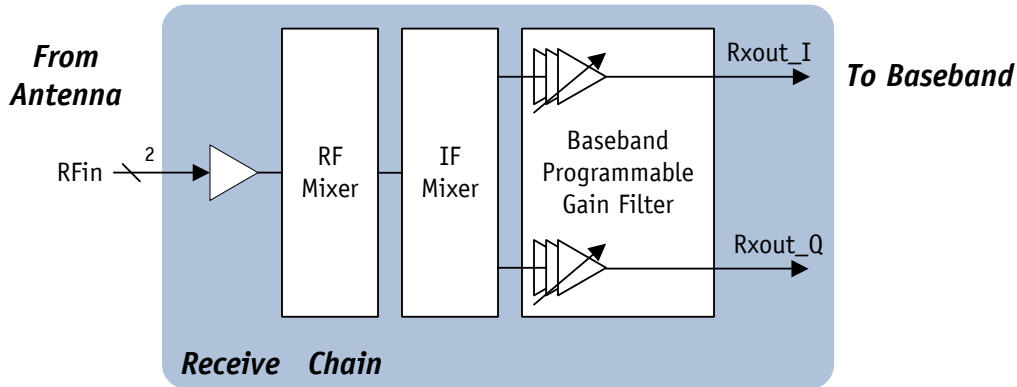 From
Antenna
RFin
2
RF
Mixer
IF
Mixer
Baseband
Programmable
Gain Filter
Rxout_I
Rxout_Q
To Baseband
Receive Chain